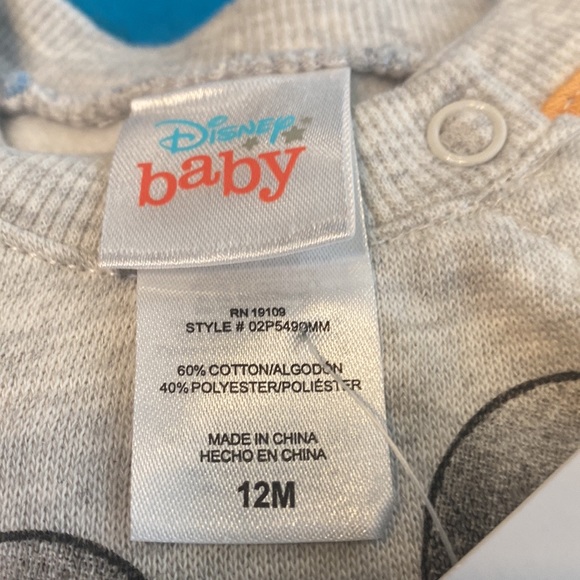 Disney
baby
RN 19109
STYLE # 02P5490MM
60% COTTON/ALGODÓN
40% POLYESTER/POLIÉSTER
MADE IN CHINA
HECHO EN CHINA
12M